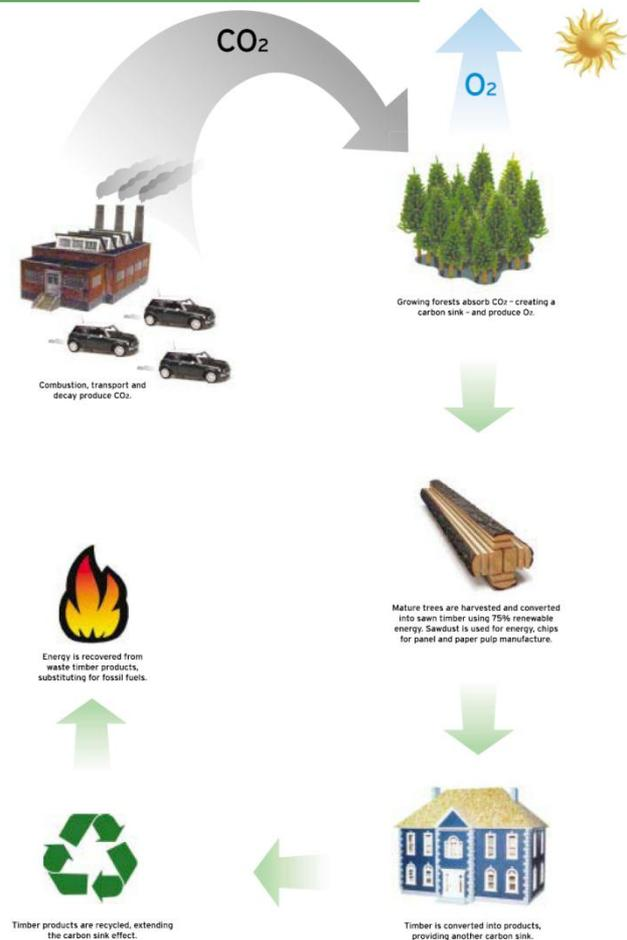 CO₂
O₂
Growing forests absorb CO₂ – creating a
carbon sink – and produce O₂.
Combustion, transport and
decay produce CO₂.
Mature trees are harvested and converted
into sawn timber using 75% renewable
energy. Sawdust is used for energy, chips
for panel and paper pulp manufacture.
Energy is recovered from
waste timber products,
substituting for fossil fuels.
Timber products are recycled, extending
the carbon sink effect.
Timber is converted into products,
providing another carbon sink.